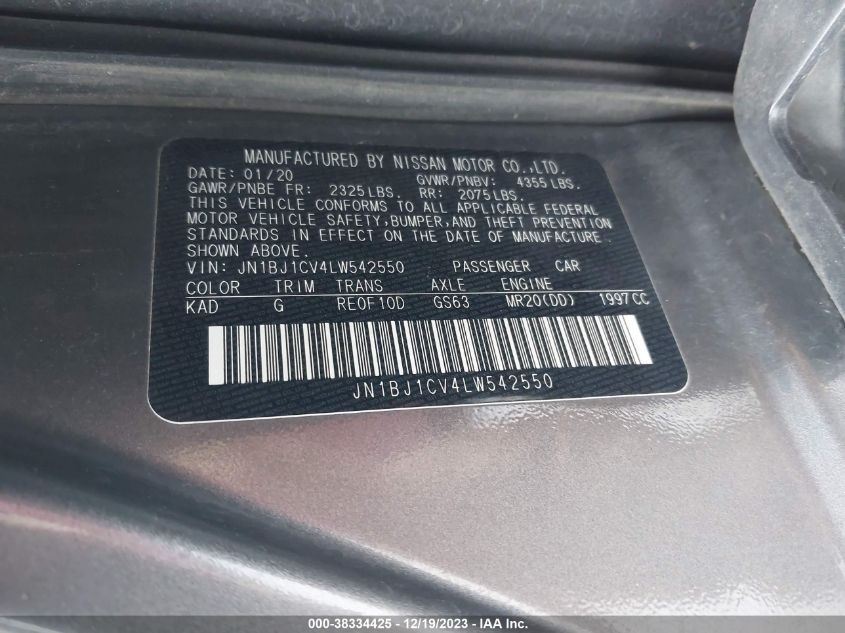 MANUFACTURED BY NISSAN MOTOR CO.,LTD.
DATE: 01/20 GVWR/PNBV: 4355 LBS.
GAWR/PNBE FR: 2325 LBS. RR: 2075 LBS.
THIS VEHICLE CONFORMS TO ALL APPLICABLE FEDERAL
MOTOR VEHICLE SAFETY,BUMPER,AND THEFT PREVENTION
STANDARDS IN EFFECT ON THE DATE OF MANUFACTURE
SHOWN ABOVE.
VIN: JN1BJ1CV4LW542550 PASSENGER CAR
COLOR TRIM TRANS AXLE ENGINE
KAD G RE0F10D GS63 MR20(DD) 1997CC
JN1BJ1CV4LW542550
000-38334425 - 12/19/2023 - IAA Inc.